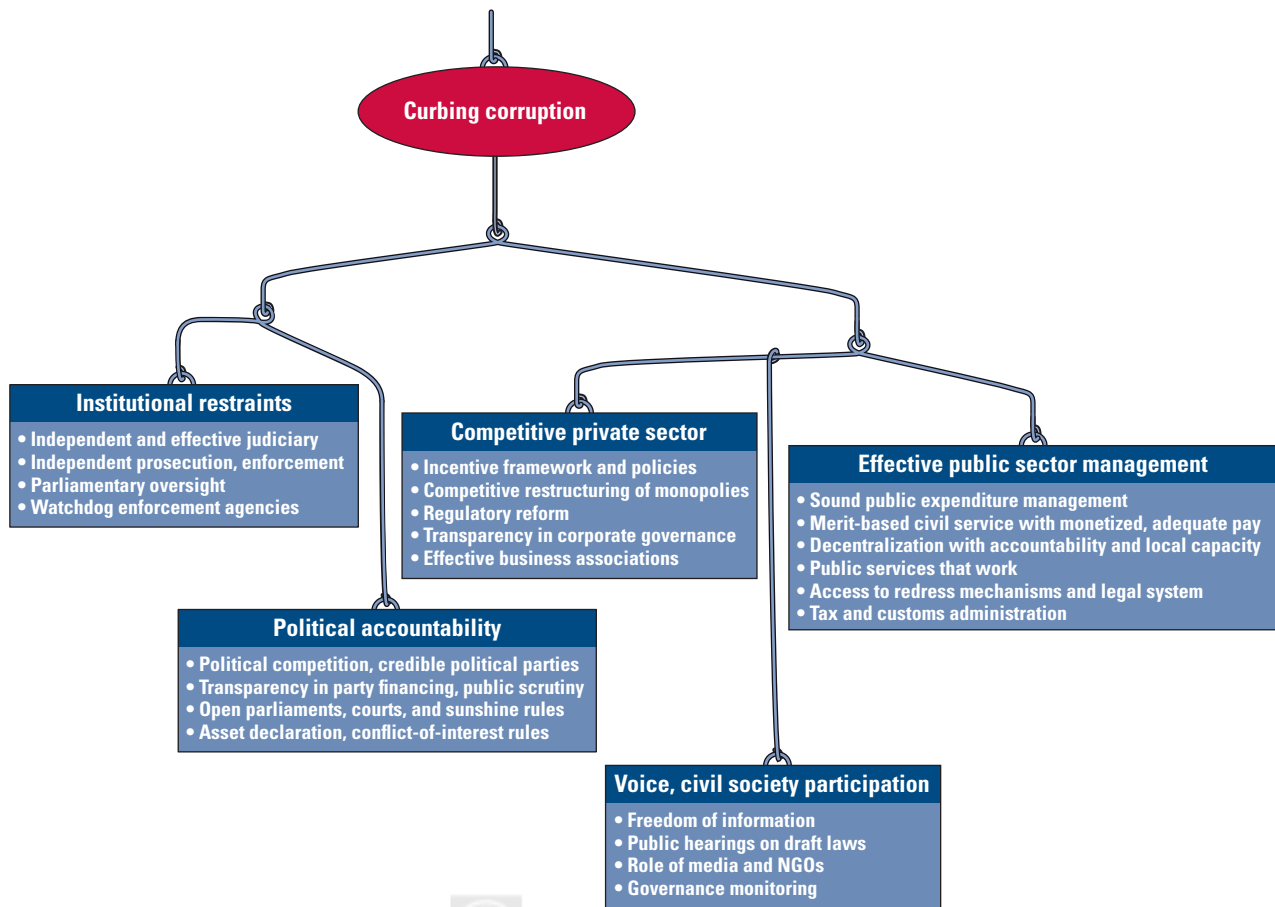 Curbing corruption
Institutional restraints
• Independent and effective judiciary
• Independent prosecution, enforcement
• Parliamentary oversight
• Watchdog enforcement agencies
Political accountability
• Political competition, credible political parties
• Transparency in party financing, public scrutiny
• Open parliaments, courts, and sunshine rules
• Asset declaration, conflict-of-interest rules
Competitive private sector
• Incentive framework and policies
• Competitive restructuring of monopolies
• Regulatory reform
• Transparency in corporate governance
• Effective business associations
Voice, civil society participation
• Freedom of information
• Public hearings on draft laws
• Role of media and NGOs
• Governance monitoring
Effective public sector management
• Sound public expenditure management
• Merit-based civil service with monetized, adequate pay
• Decentralization with accountability and local capacity
• Public services that work
• Access to redress mechanisms and legal system
• Tax and customs administration